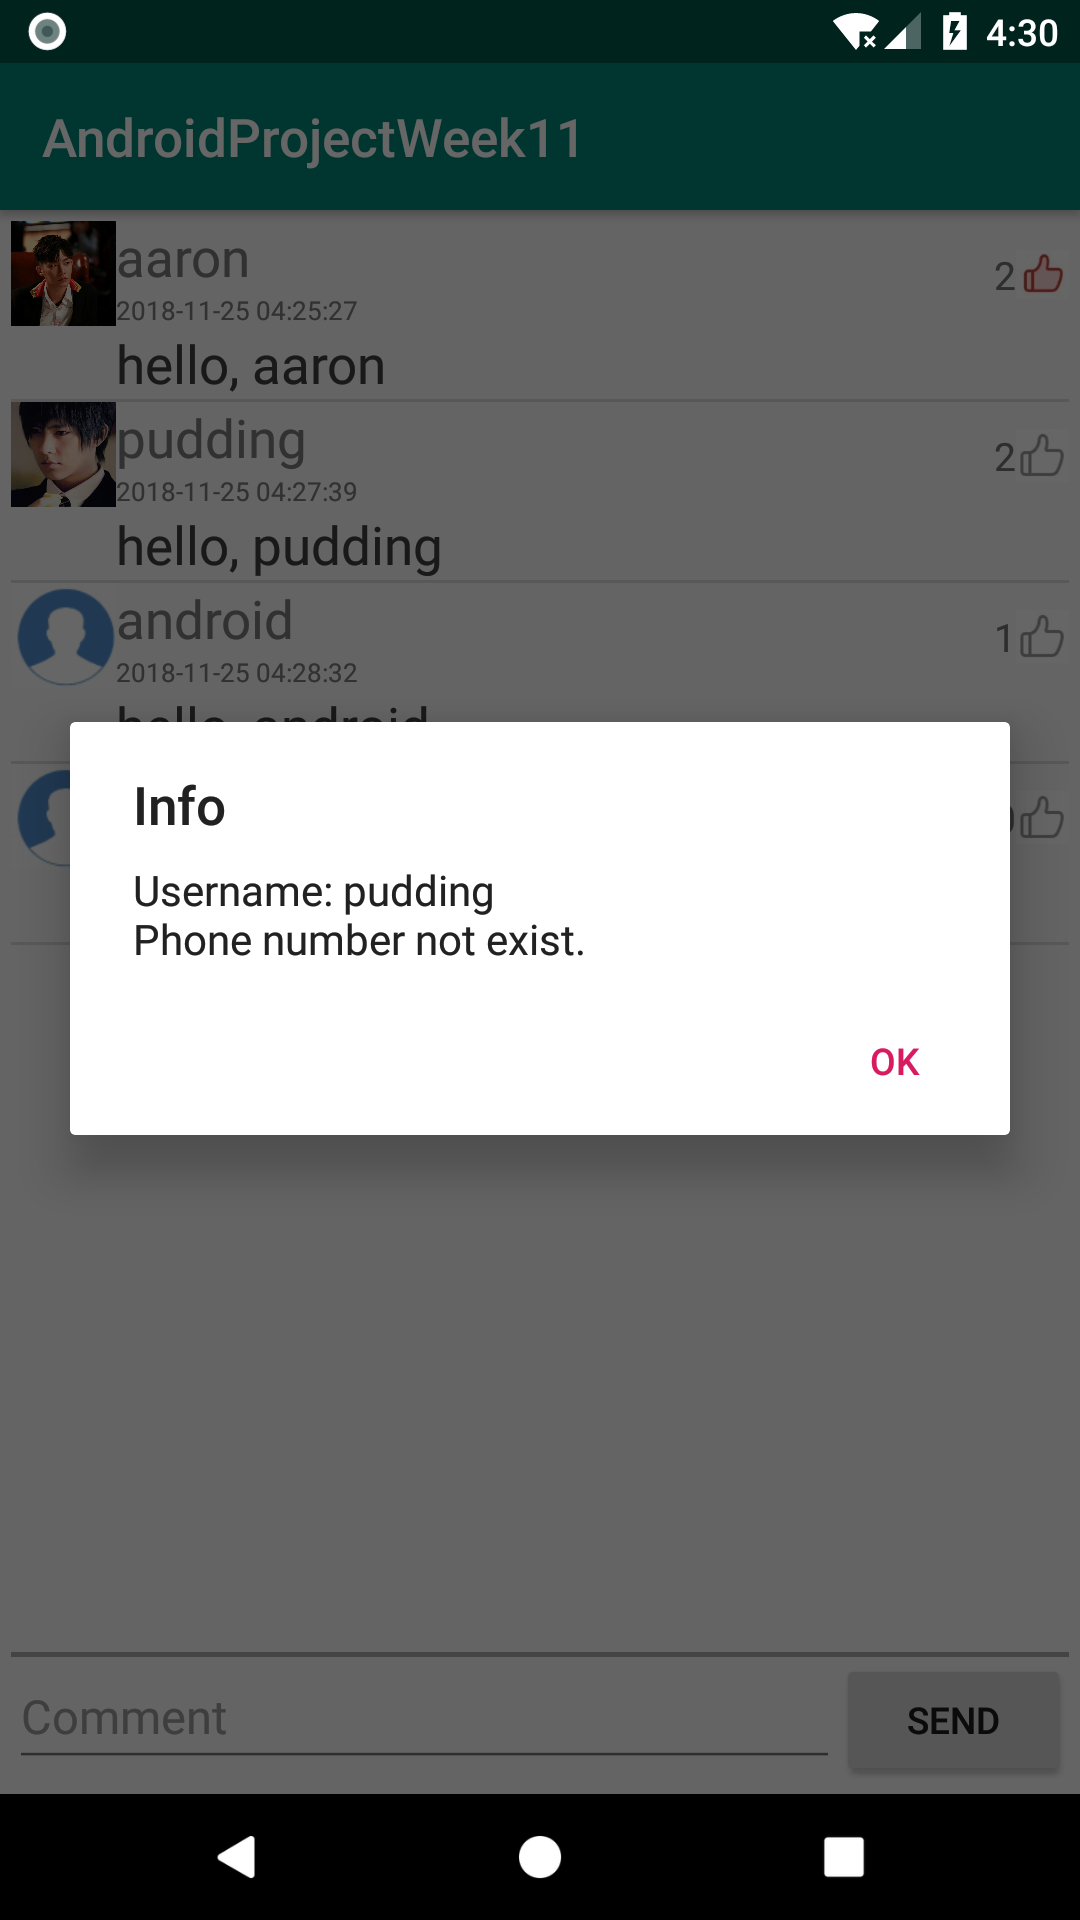 4:30
AndroidProjectWeek11
aaron
2
2018-11-25 04:25:27
hello, aaron
pudding
2
2018-11-25 04:27:39
hello, pudding
android
1
2018-11-25 04:28:32
hello, android
Info
Username: pudding
Phone number not exist.
OK
Comment
SEND